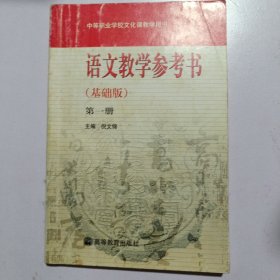 中等职业学校文化课教学用书
语文教学参考书
(基础版)
第一册
主编 倪文锦
高等教育出版社